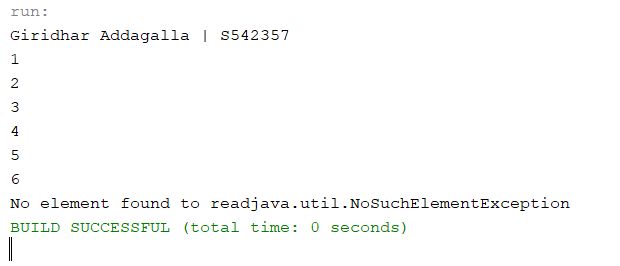 run:
Giridhar Addagalla | S542357
1
2
3
4
5
6
No element found to readjava.util.NoSuchElementException
BUILD SUCCESSFUL (total time: 0 seconds)